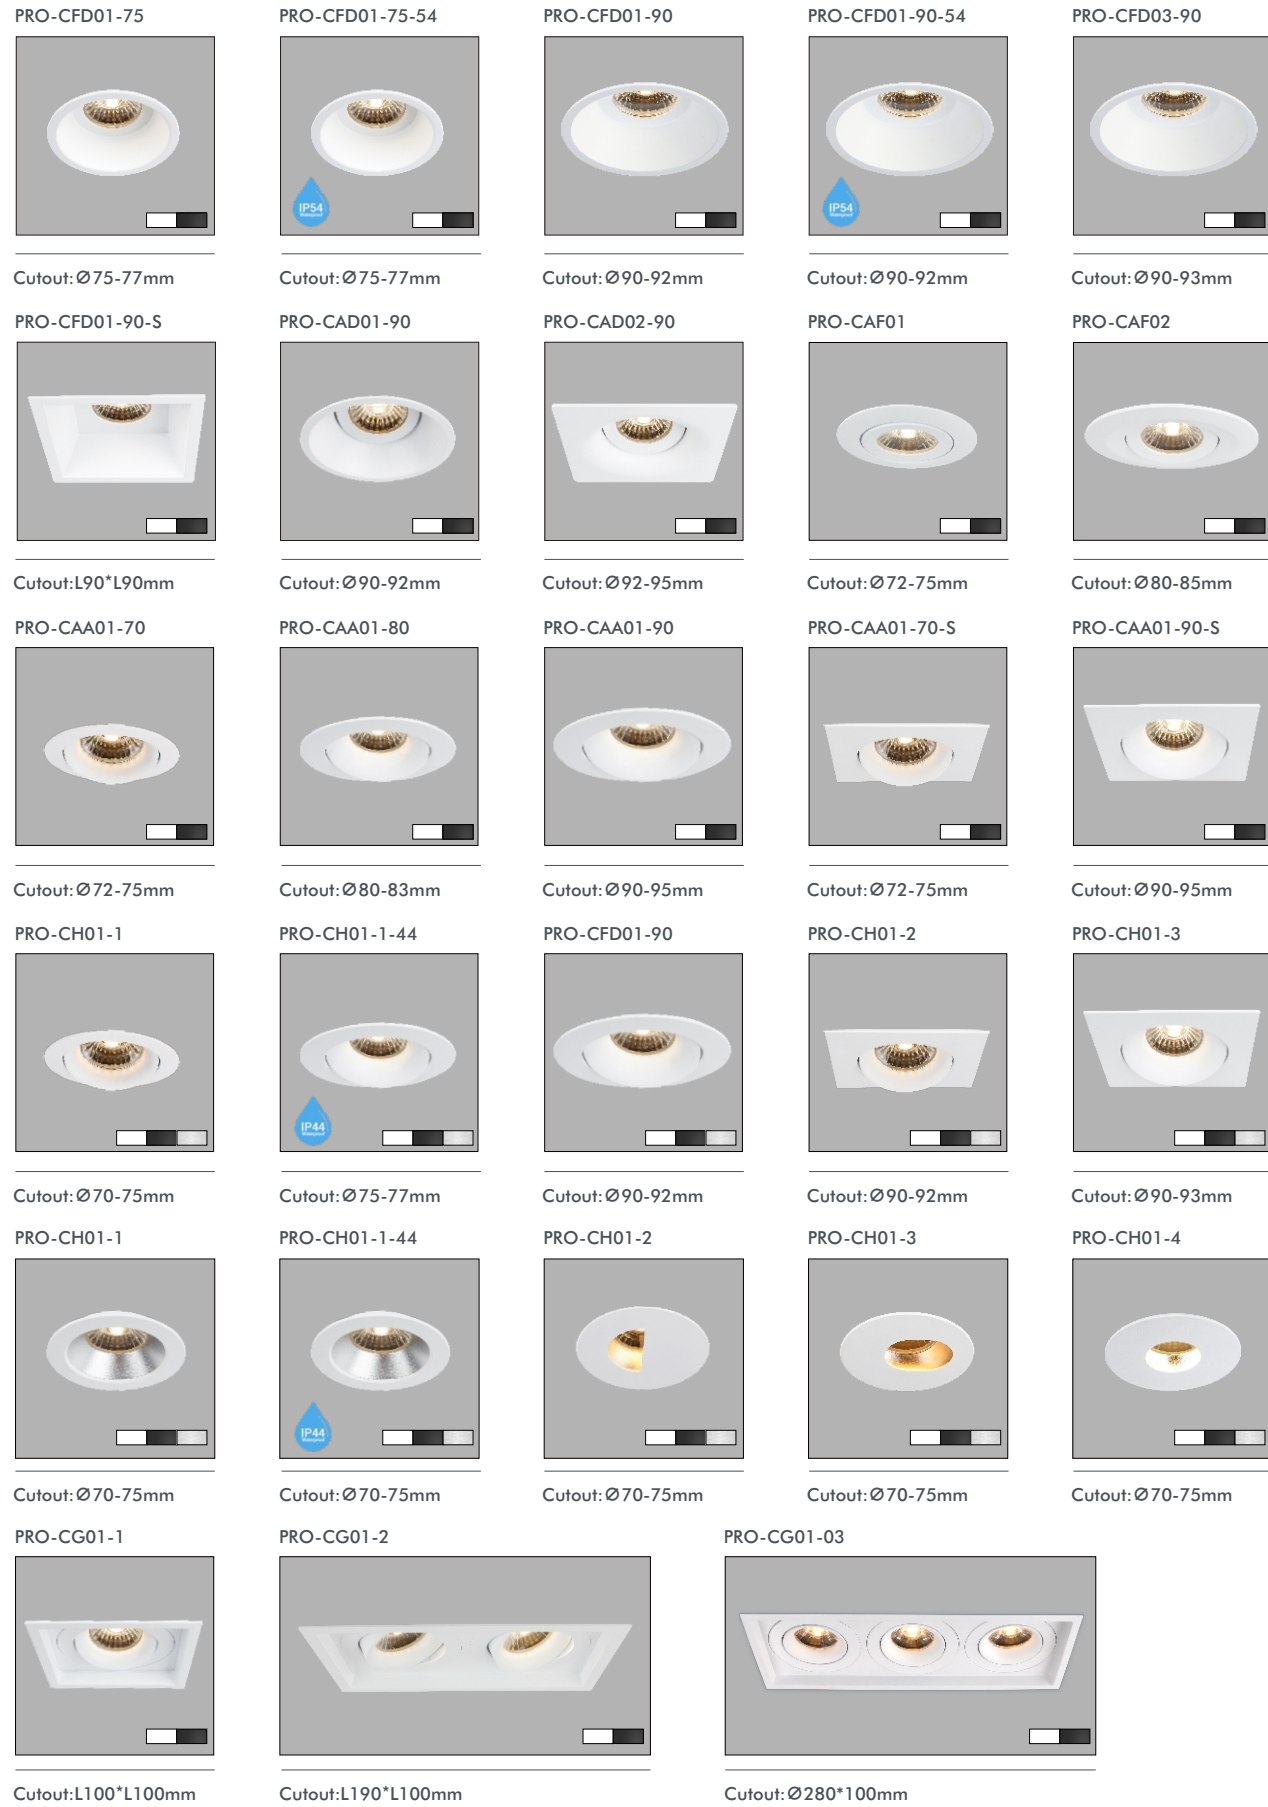 PRO-CFD01-75 PRO-CFD01-75-54 PRO-CFD01-90 PRO-CFD01-90-54 PRO-CFD03-90
IP54 IP54
Waterproof Waterproof
Cutout:Ø75-77mm Cutout:Ø75-77mm Cutout:Ø90-92mm Cutout:Ø90-92mm Cutout:Ø90-93mm
PRO-CFD01-90-S PRO-CAD01-90 PRO-CAD02-90 PRO-CAF01 PRO-CAF02
Cutout:L90*L90mm Cutout:Ø90-92mm Cutout:Ø92-95mm Cutout:Ø72-75mm Cutout:Ø80-85mm
PRO-CAA01-70 PRO-CAA01-80 PRO-CAA01-90 PRO-CAA01-70-S PRO-CAA01-90-S
Cutout:Ø72-75mm Cutout:Ø80-83mm Cutout:Ø90-95mm Cutout:Ø72-75mm Cutout:Ø90-95mm
PRO-CH01-1 PRO-CH01-1-44 PRO-CFD01-90 PRO-CH01-2 PRO-CH01-3
IP44
Waterproof
Cutout:Ø70-75mm Cutout:Ø75-77mm Cutout:Ø90-92mm Cutout:Ø90-92mm Cutout:Ø90-93mm
PRO-CH01-1 PRO-CH01-1-44 PRO-CH01-2 PRO-CH01-3 PRO-CH01-4
IP44
Waterproof
Cutout:Ø70-75mm Cutout:Ø70-75mm Cutout:Ø70-75mm Cutout:Ø70-75mm Cutout:Ø70-75mm
PRO-CG01-1 PRO-CG01-2 PRO-CG01-03
Cutout:L100*L100mm Cutout:L190*L100mm Cutout:Ø280*100mm